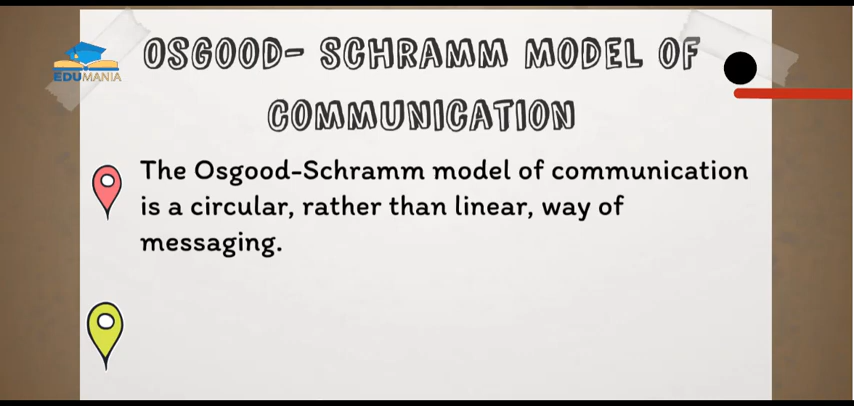 OSGOOD- SCHRAMM MODEL OF
COMMUNICATION
EDUMANIA
The Osgood-Schramm model of communication
is a circular, rather than linear, way of
messaging.